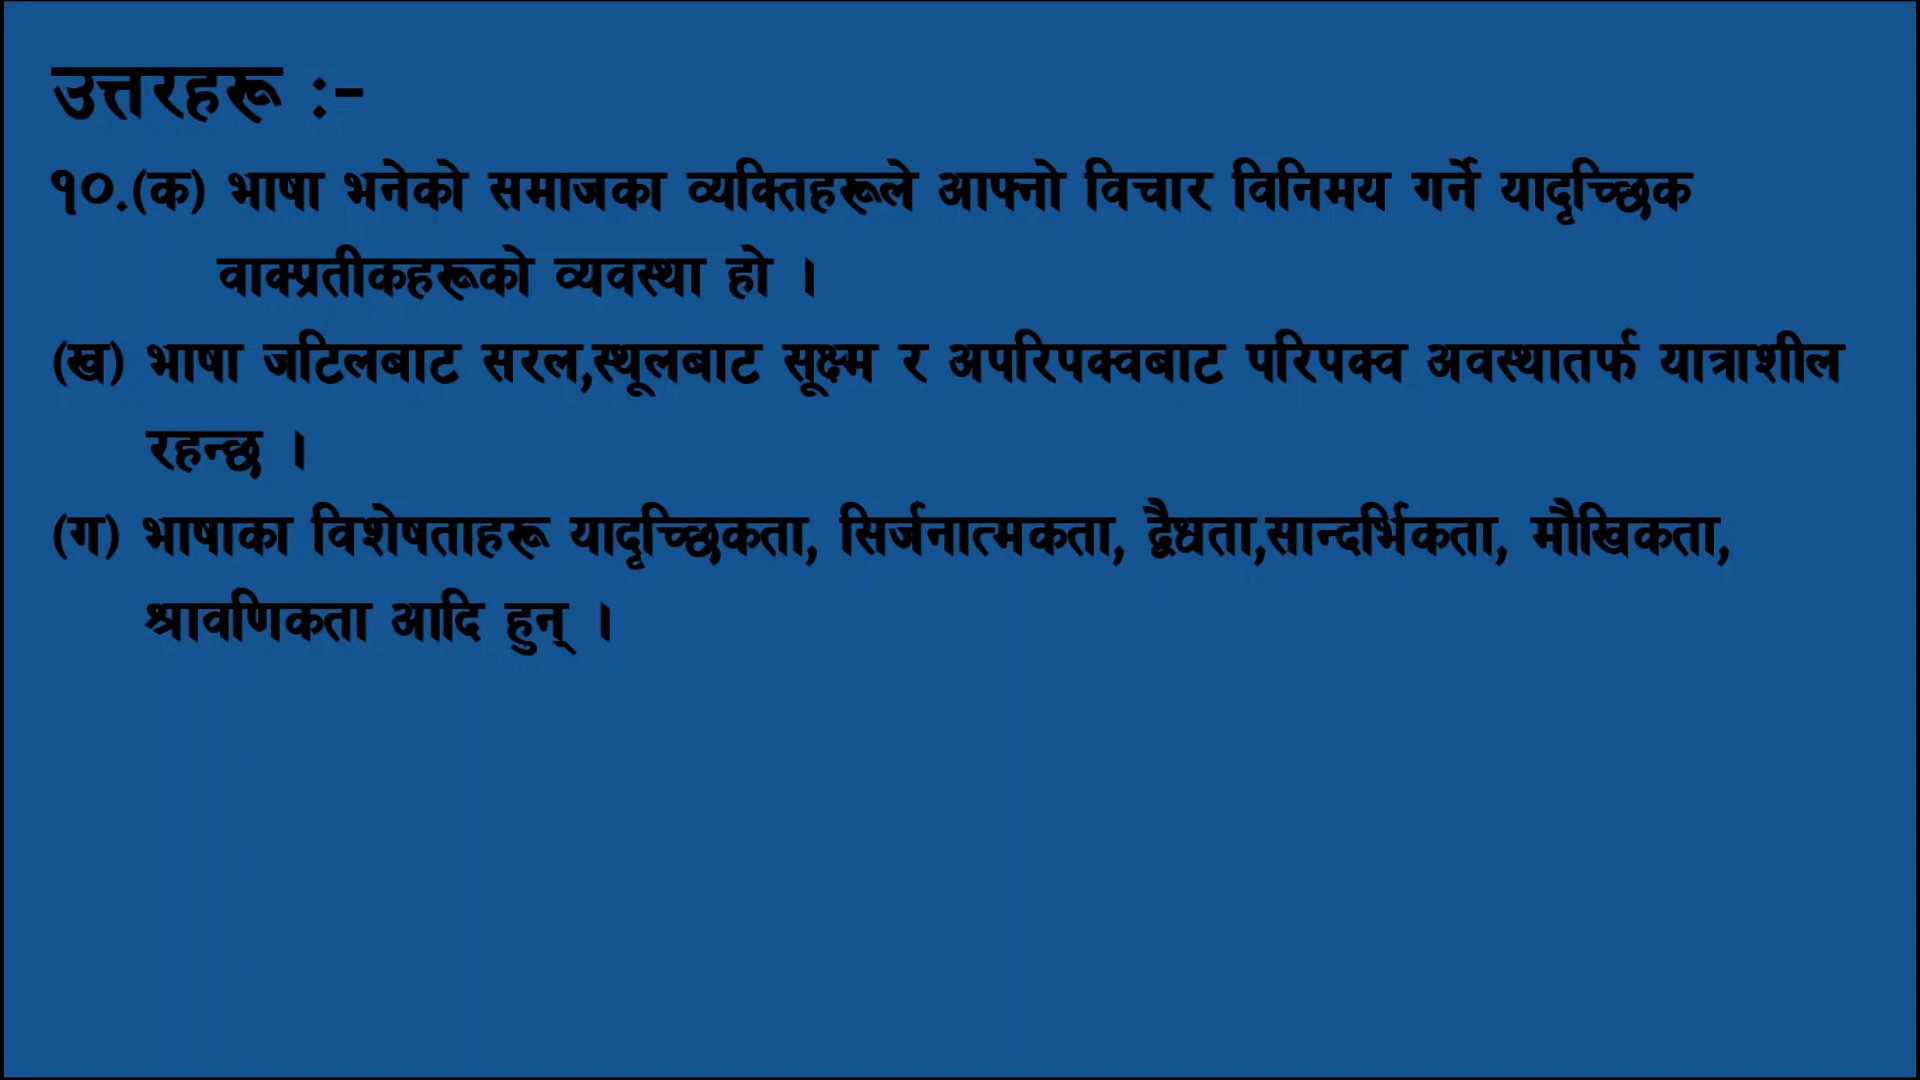 उत्तरहरू :-
१०.(क) भाषा भनेको समाजका व्यक्तिहरूले आफ्नो विचार विनिमय गर्ने यादृच्छिक
वाक्प्रतीकहरूको व्यवस्था हो ।
(ख) भाषा जटिलबाट सरल,स्थूलबाट सूक्ष्म र अपरिपक्वबाट परिपक्व अवस्थातर्फ यात्राशील
रहन्छ ।
(ग) भाषाका विशेषताहरू यादृच्छिकता, सिर्जनात्मकता, द्वैधता,सान्दर्भिकता, मौखिकता,
श्रावणिकता आदि हुन् ।